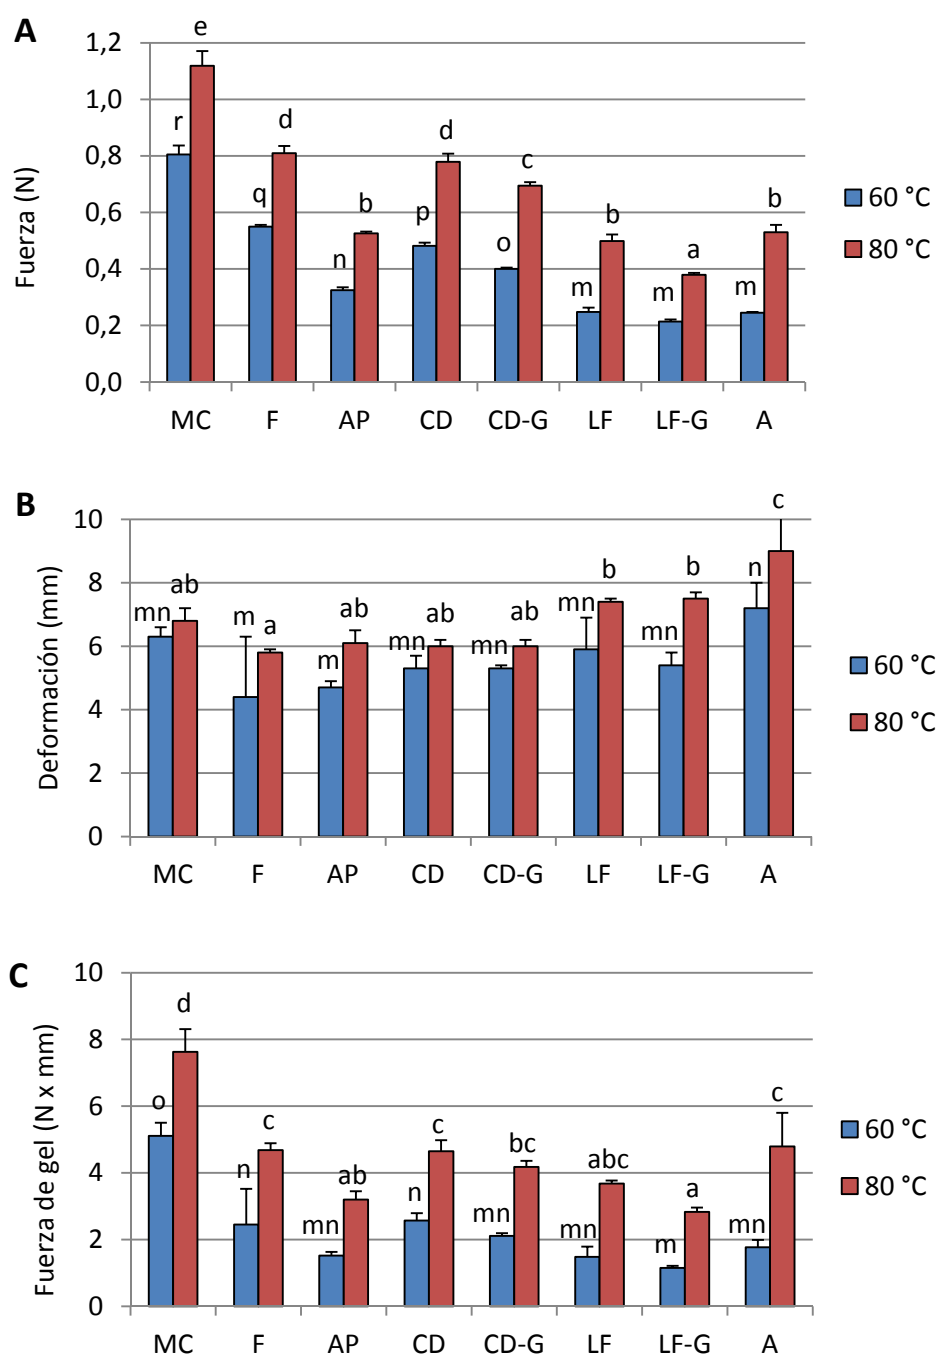 A
Fuerza (N)
1,2
1,0
0,8
0,6
0,4
0,2
0,0
r e q d n b p d o c m b m a m b
MC F AP CD CD-G LF LF-G A
60 °C
80 °C
B
Deformación (mm)
10
8
6
4
2
0
mn ab m a m ab mn ab mn ab mn b mn b n c
MC F AP CD CD-G LF LF-G A
60 °C
80 °C
C
Fuerza de gel (N x mm)
10
8
6
4
2
0
o d n c mn ab n c mn bc mn abc m a mn c
MC F AP CD CD-G LF LF-G A
60 °C
80 °C